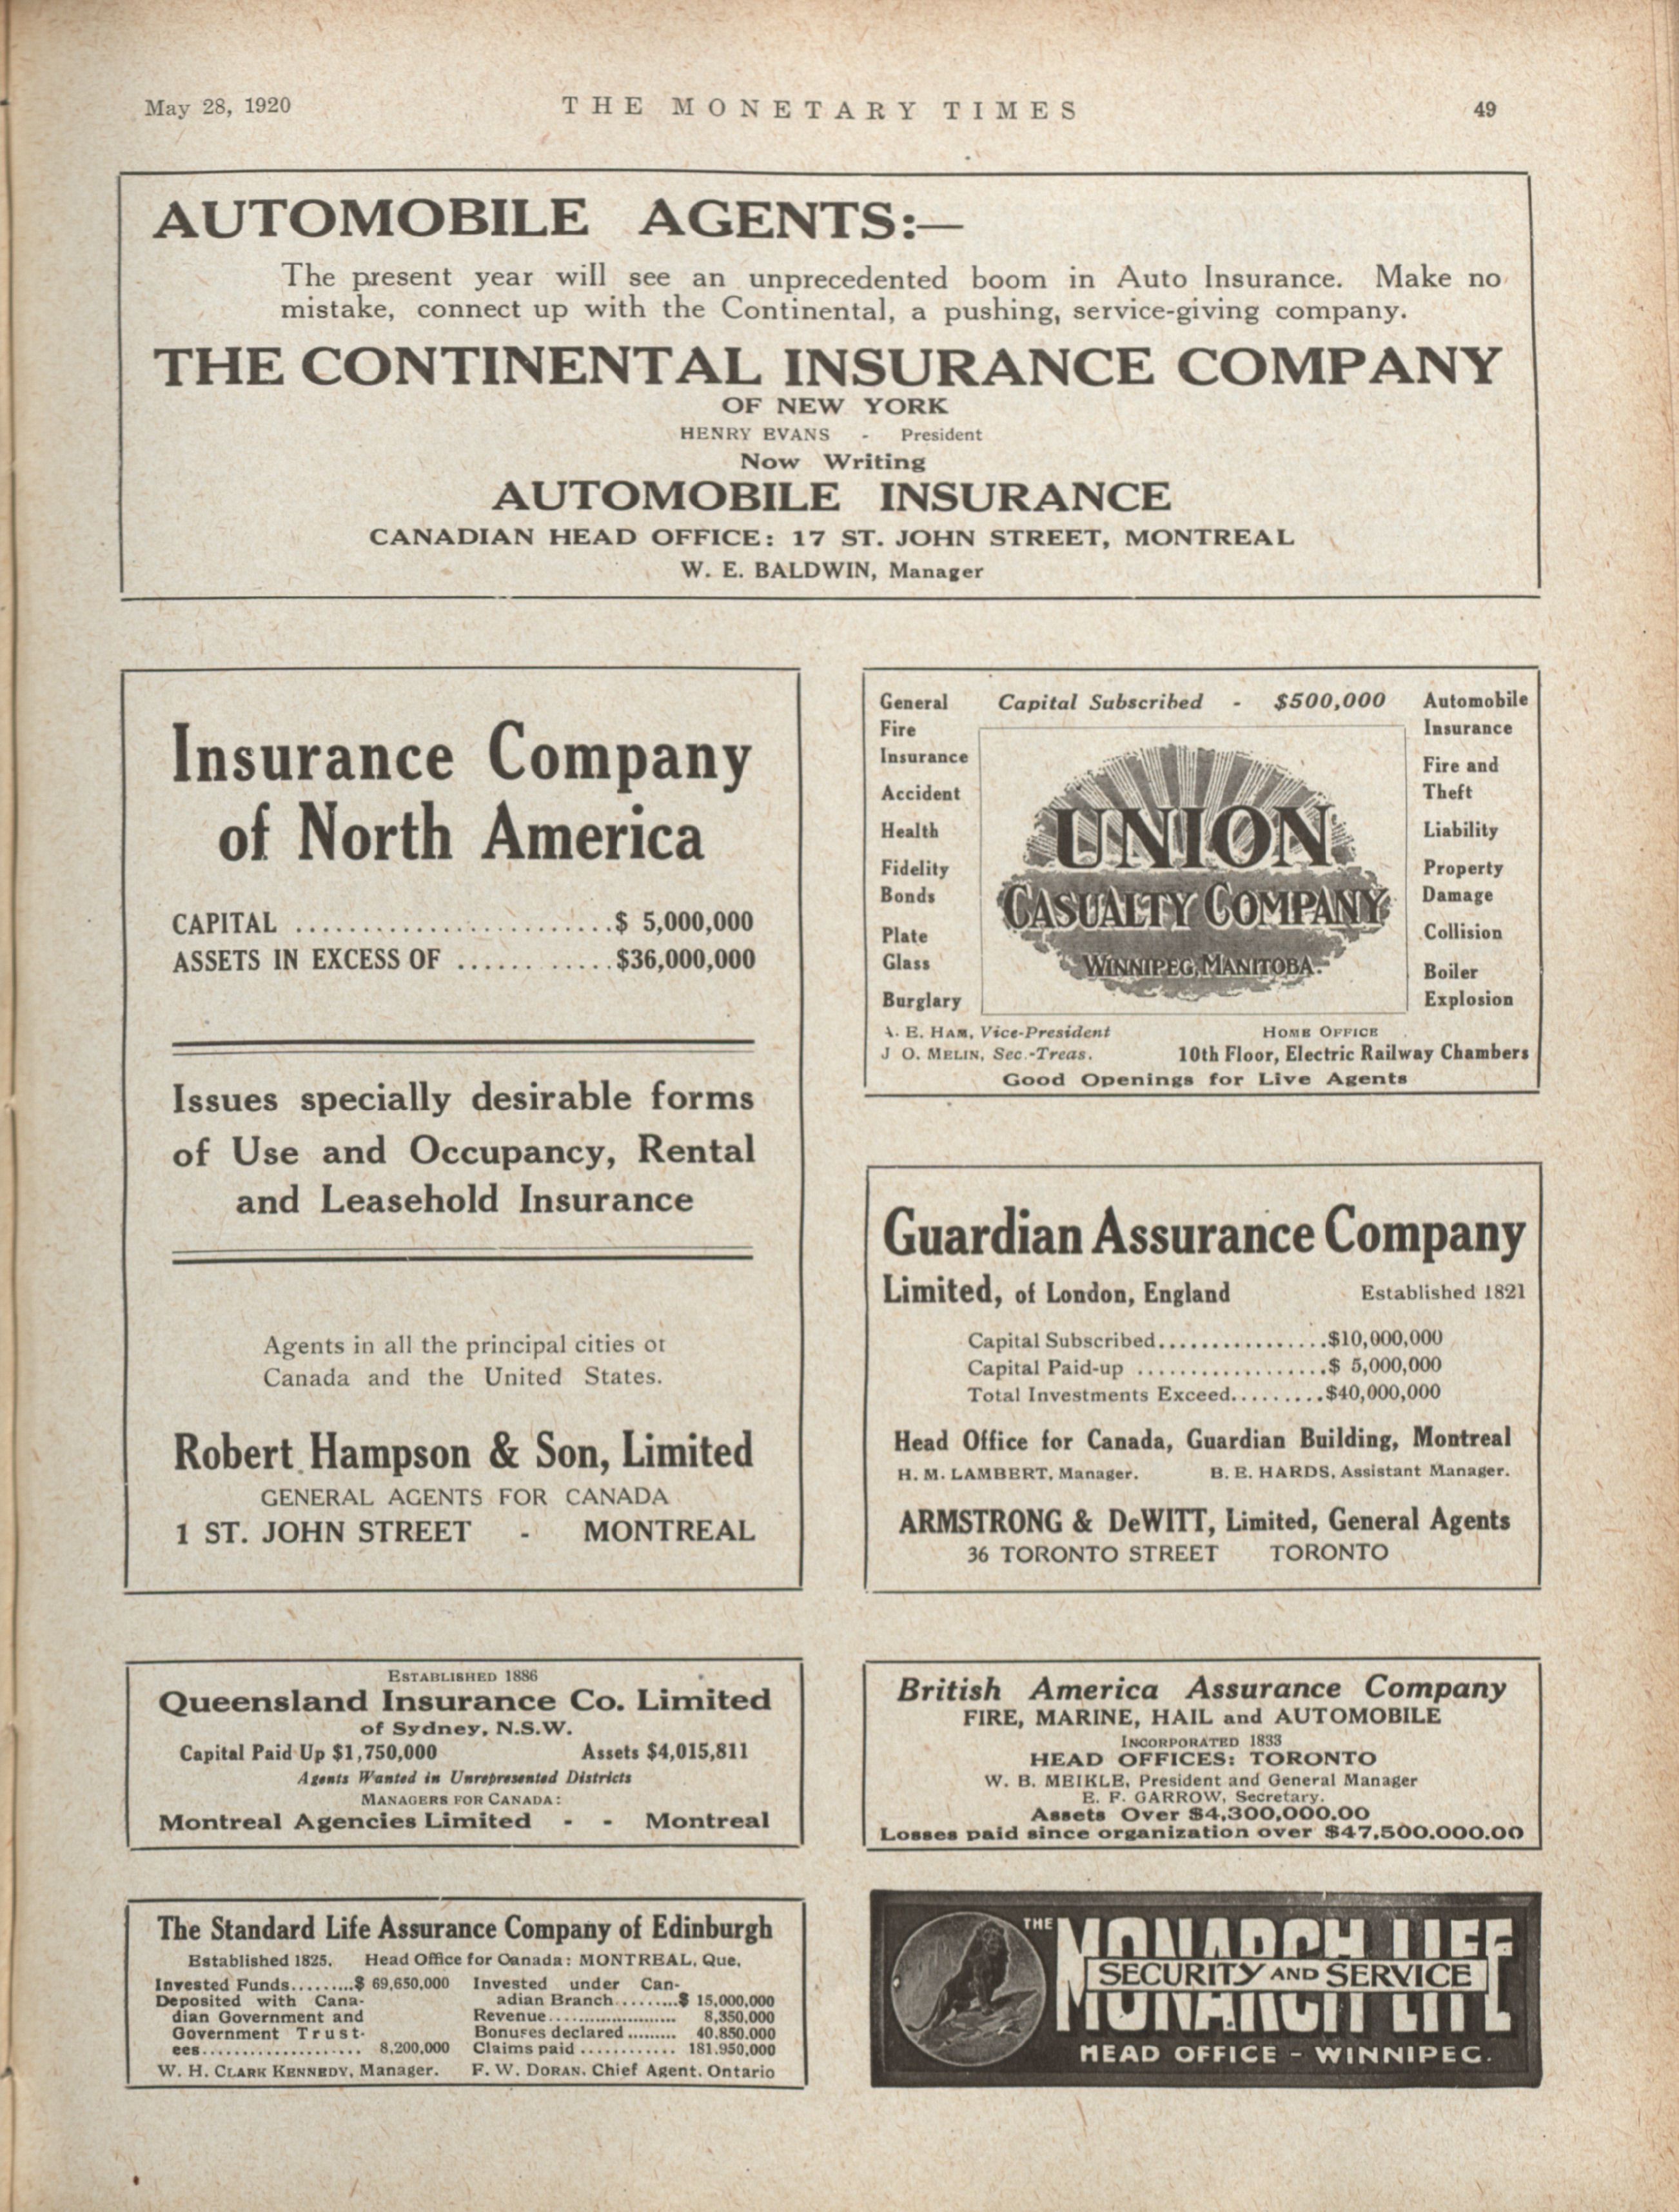 May 28, 1920
THE MONETARY TIMES
49
AUTOMOBILE AGENTS:—
The present year will see an unprecedented boom in Auto Insurance. Make no
mistake, connect up with the Continental, a pushing, service-giving company.
THE CONTINENTAL INSURANCE COMPANY
OF NEW YORK
HENRY EVANS - President
Now Writing
AUTOMOBILE INSURANCE
CANADIAN HEAD OFFICE: 17 ST. JOHN STREET, MONTREAL
W. E. BALDWIN, Manager
Insurance Company
of North America
CAPITAL ........................$ 5,000,000
ASSETS IN EXCESS OF ............$36,000,000
Issues specially desirable forms
of Use and Occupancy, Rental
and Leasehold Insurance
Agents in all the principal cities of
Canada and the United States.
Robert Hampson & Son, Limited
GENERAL AGENTS FOR CANADA
1 ST. JOHN STREET - MONTREAL
Capital Subscribed - $500,000
General
Fire
Insurance
Accident
Health
Fidelity
Bonds
Plate
Glass
Burglary
UNION
CASUALTY COMPANY
WINNIPEG, MANITOBA.
Automobile
Insurance
Fire and
Theft
Liability
Property
Damage
Collision
Boiler
Explosion
A. E. HAM, Vice-President
J O. MELIN, Sec.-Treas.
HOME OFFICE
10th Floor, Electric Railway Chambers
Good Openings for Live Agents
Guardian Assurance Company
Limited, of London, England Established 1821
Capital Subscribed................$10,000,000
Capital Paid-up ..................$ 5,000,000
Total Investments Exceed.........$40,000,000
Head Office for Canada, Guardian Building, Montreal
H. M. LAMBERT, Manager. B. E. HARDS, Assistant Manager.
ARMSTRONG & DeWITT, Limited, General Agents
36 TORONTO STREET TORONTO
ESTABLISHED 1886
Queensland Insurance Co. Limited
of Sydney, N.S.W.
Capital Paid Up $1,750,000 Assets $4,015,811
Agents Wanted in Unrepresented Districts
MANAGERS FOR CANADA:
Montreal Agencies Limited - - Montreal
British America Assurance Company
FIRE, MARINE, HAIL and AUTOMOBILE
INCORPORATED 1833
HEAD OFFICES: TORONTO
W. B. MEIKLE, President and General Manager
E. F. GARROW, Secretary.
Assets Over $4,300,000.00
Losses paid since organization over $47,500,000.00
The Standard Life Assurance Company of Edinburgh
Established 1825. Head Office for Canada: MONTREAL, Que.
Invested Funds.........$ 69,650,000
Deposited with Cana-
dian Government and
Government Trust-
ees................... 8,200,000
Invested under Can-
adian Branch.........$ 15,000,000
Revenue...................... 8,350,000
Bonuses declared ......... 40,850,000
Claims paid ............ 181,950,000
W. H. CLARK KENNEDY, Manager. F. W. DORAN, Chief Agent, Ontario
THE
MONARCH LIFE
SECURITY AND SERVICE
MONARCH LIFE
HEAD OFFICE - WINNIPEG.